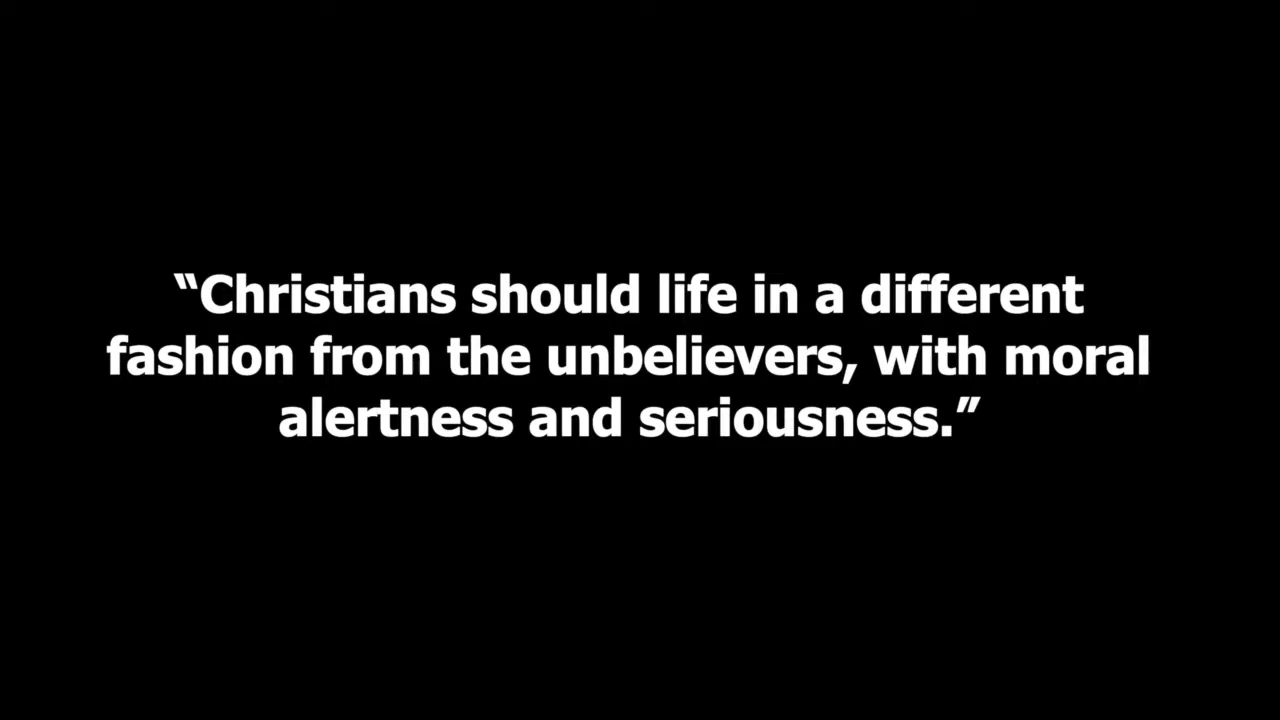 “Christians should life in a different
fashion from the unbelievers, with moral
alertness and seriousness.”